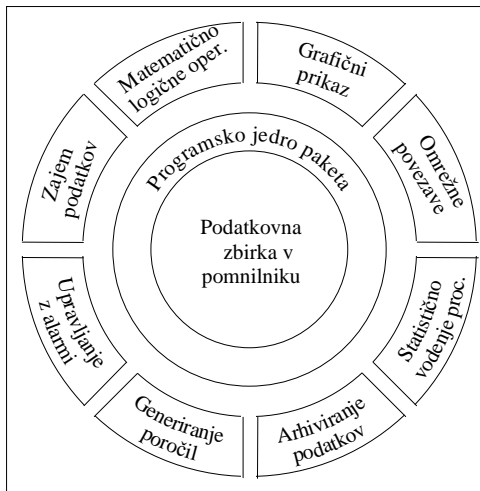 Matematično
logične oper.
Grafični
prikaz
Omrežne
povezave
Statistično
vodenje proc.
Arhiviranje
podatkov
Generiranje
poročil
Upravljanje
z alarmi
Zajem
podatkov
Programsko jedro paketa
Podatkovna
zbirka v
pomnilniku